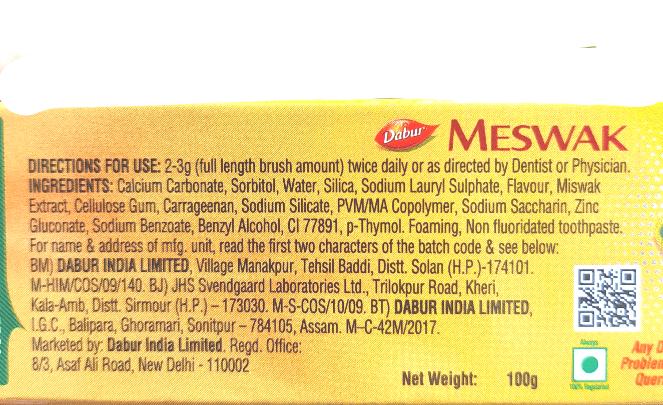 Dabur MESWAK
DIRECTIONS FOR USE: 2-3g (full length brush amount) twice daily or as directed by Dentist or Physician.
INGREDIENTS: Calcium Carbonate, Sorbitol, Water, Silica, Sodium Lauryl Sulphate, Flavour, Miswak
Extract, Cellulose Gum, Carrageenan, Sodium Silicate, PVM/MA Copolymer, Sodium Saccharin, Zinc
Gluconate, Sodium Benzoate, Benzyl Alcohol, CI 77891, p-Thymol. Foaming, Non fluoridated toothpaste.
For name & address of mfg. unit, read the first two characters of the batch code & see below:
BM) DABUR INDIA LIMITED, Village Manakpur, Tehsil Baddi, Distt. Solan (H.P.)-174101.
M-HIM/COS/09/140. BJ) JHS Svendgaard Laboratories Ltd., Trilokpur Road, Kheri,
Kala-Amb, Distt. Sirmour (H.P.) – 173030. M-S-COS/10/09. BT) DABUR INDIA LIMITED,
I.G.C., Balipara, Ghoramari, Sonitpur – 784105, Assam. M–C-42M/2017.
Marketed by: Dabur India Limited. Regd. Office:
8/3, Asaf Ali Road, New Delhi - 110002
Net Weight: 100g
Always
100% Vegetarian
Any